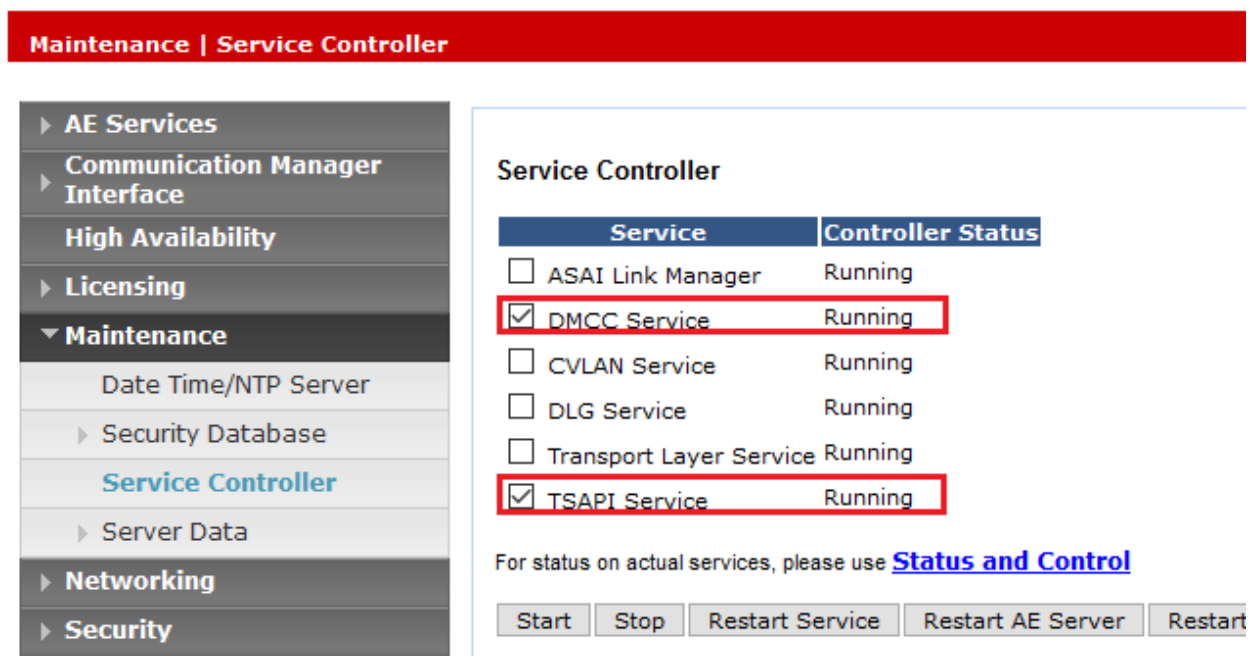 Maintenance | Service Controller
AE Services
Communication Manager
Interface
High Availability
Licensing
Maintenance
Date Time/NTP Server
Security Database
Service Controller
Server Data
Networking
Security
Service Controller
Service Controller Status
ASAI Link Manager Running
DMCC Service Running
CVLAN Service Running
DLG Service Running
Transport Layer Service Running
TSAPI Service Running
For status on actual services, please use Status and Control
Start Stop Restart Service Restart AE Server Restart